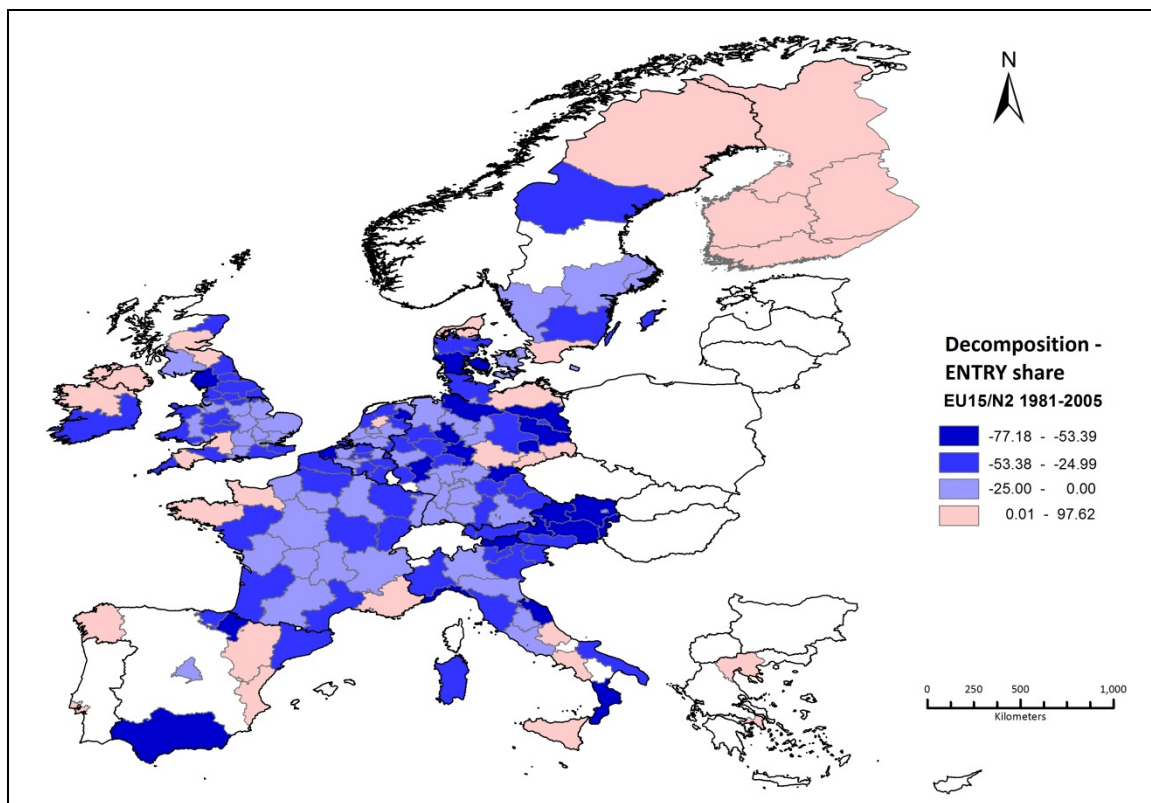 N
Decomposition -
ENTRY share
EU15/N2 1981-2005
-77.18 - -53.39
-53.38 - -24.99
-25.00 - 0.00
0.01 - 97.62
0 250 500 1,000
Kilometers